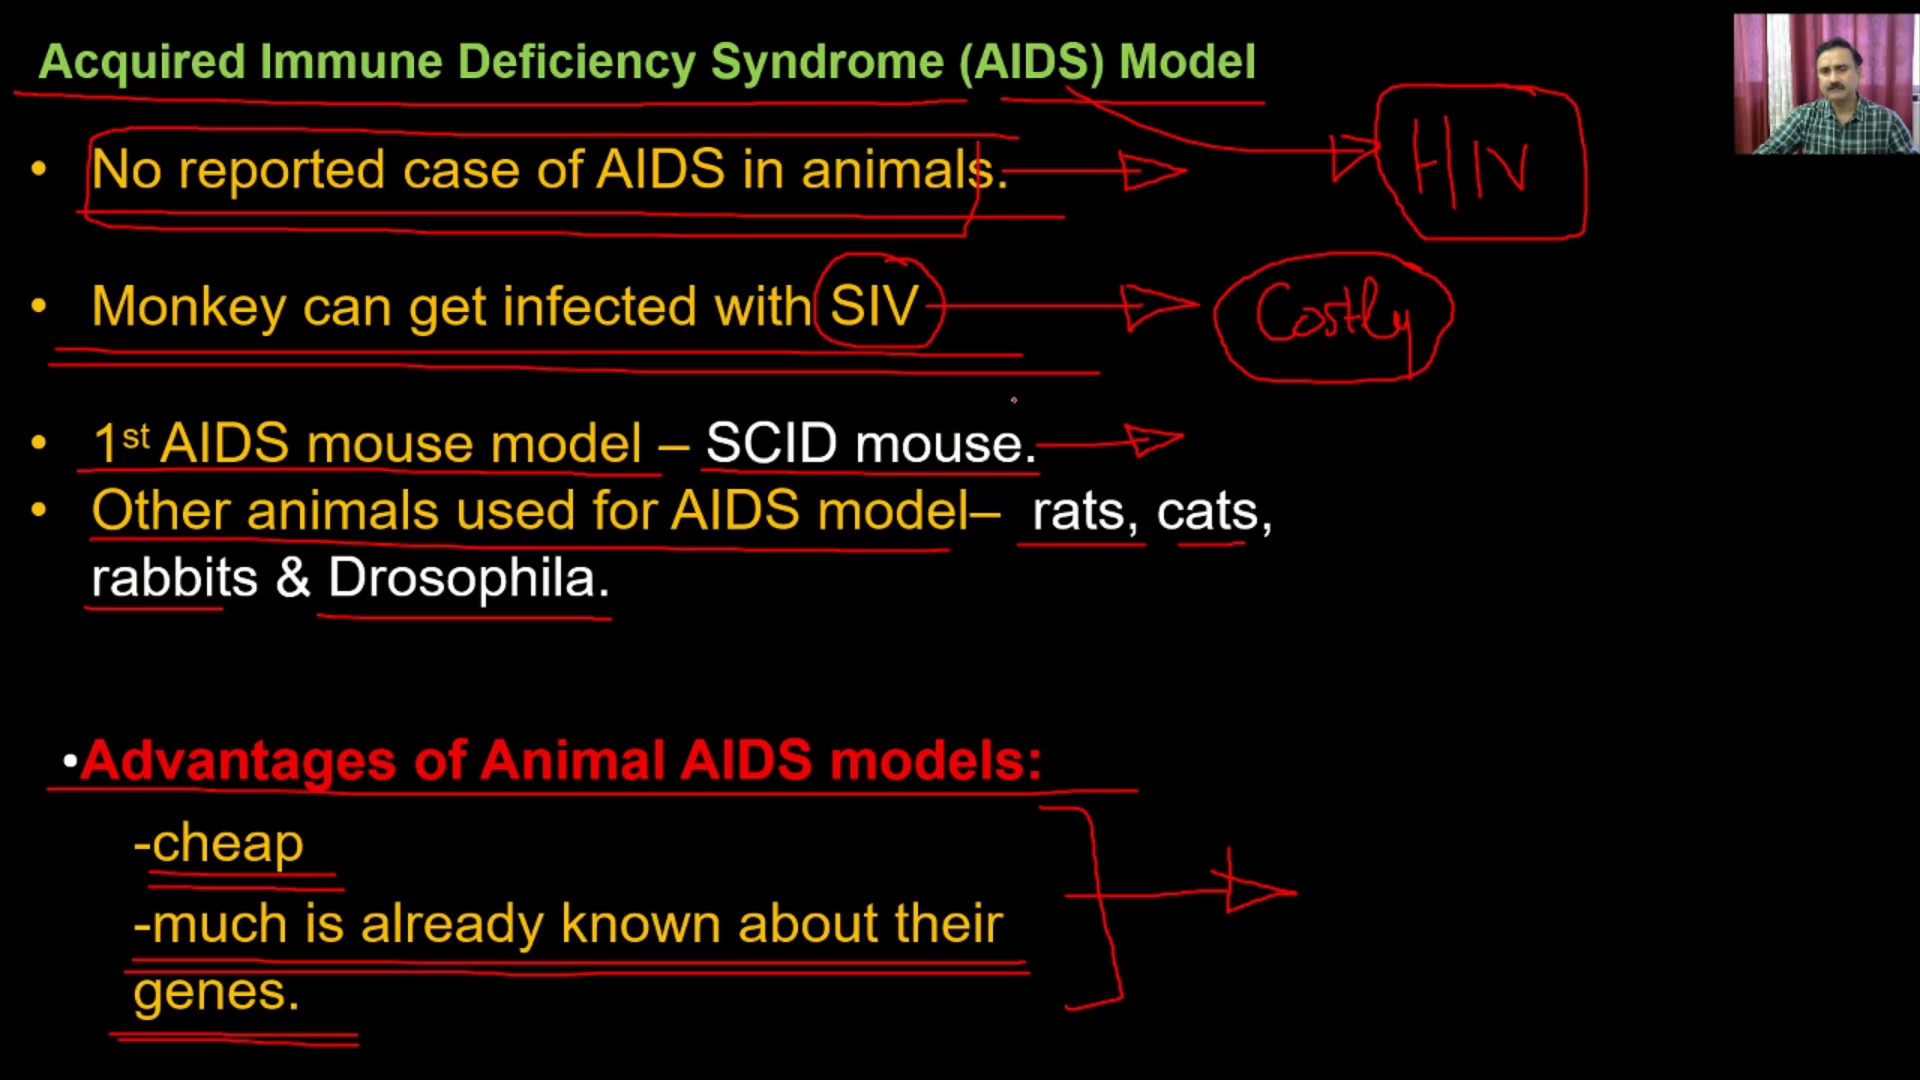 Acquired Immune Deficiency Syndrome (AIDS) Model
• No reported case of AIDS in animals.
HIV
• Monkey can get infected with SIV
Costly
• 1st AIDS mouse model – SCID mouse.
• Other animals used for AIDS model– rats, cats,
rabbits & Drosophila.
•Advantages of Animal AIDS models:
-cheap
-much is already known about their
genes.